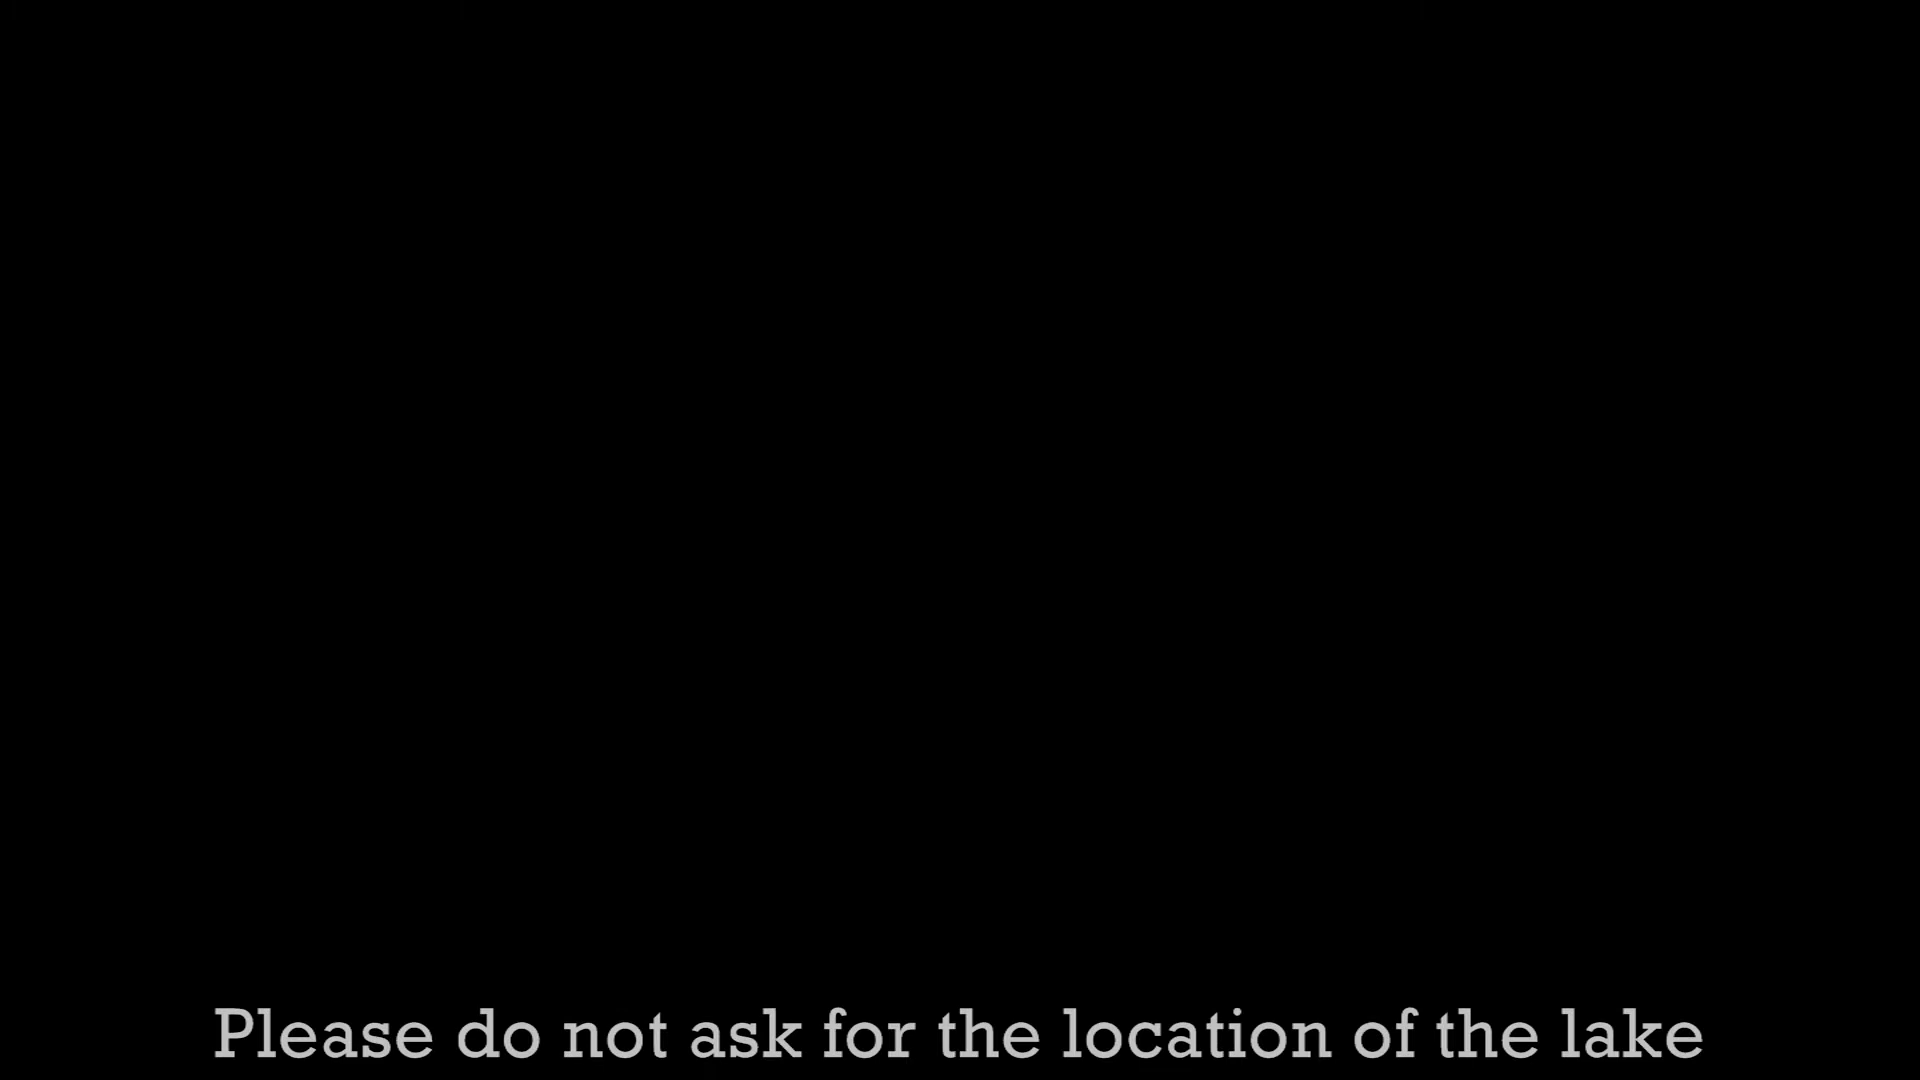 Please do not ask for the location of the lake